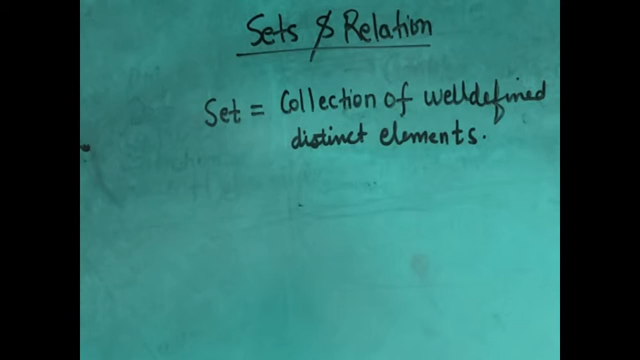 Sets & Relation
Set = Collection of welldefined
distinct elements.